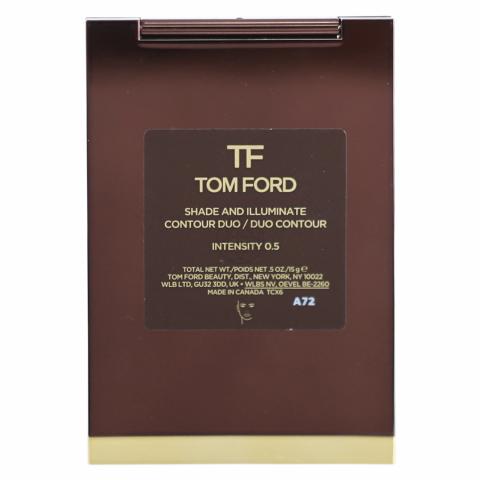 TF
TOM FORD
SHADE AND ILLUMINATE
CONTOUR DUO / DUO CONTOUR
INTENSITY 0.5
TOTAL NET WT./POIDS NET .5 OZ/15 g ℮
TOM FORD BEAUTY, DIST., NEW YORK, NY 10022
WLB LTD, GU32 3DD, UK • WLBS NV, OEVEL BE-2260
MADE IN CANADA TCX6
A72